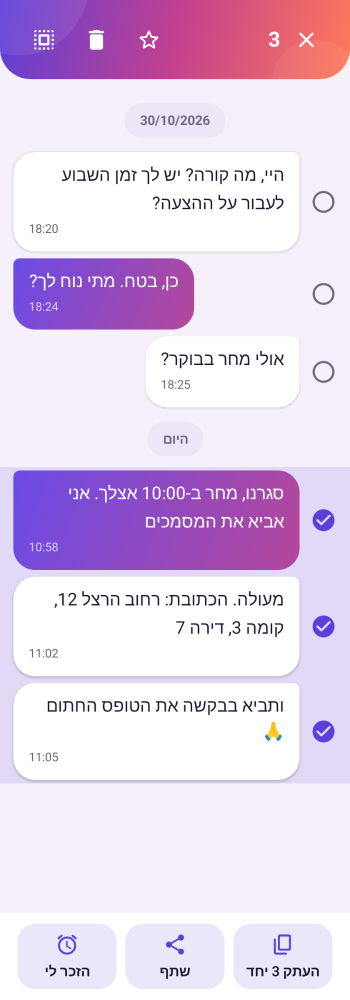 3
30/10/2026
היי, מה קורה? יש לך זמן השבוע
לעבור על ההצעה?
18:20
כן, בטח. מתי נוח לך?
18:24
אולי מחר בבוקר?
18:25
היום
סגרנו, מחר ב-10:00 אצלך. אני
אביא את המסמכים
10:58
מעולה. הכתובת: רחוב הרצל 12,
קומה 3, דירה 7
11:02
ותביא בבקשה את הטופס החתום
🙏
11:05
העתק 3 יחד
שתף
הזכר לי